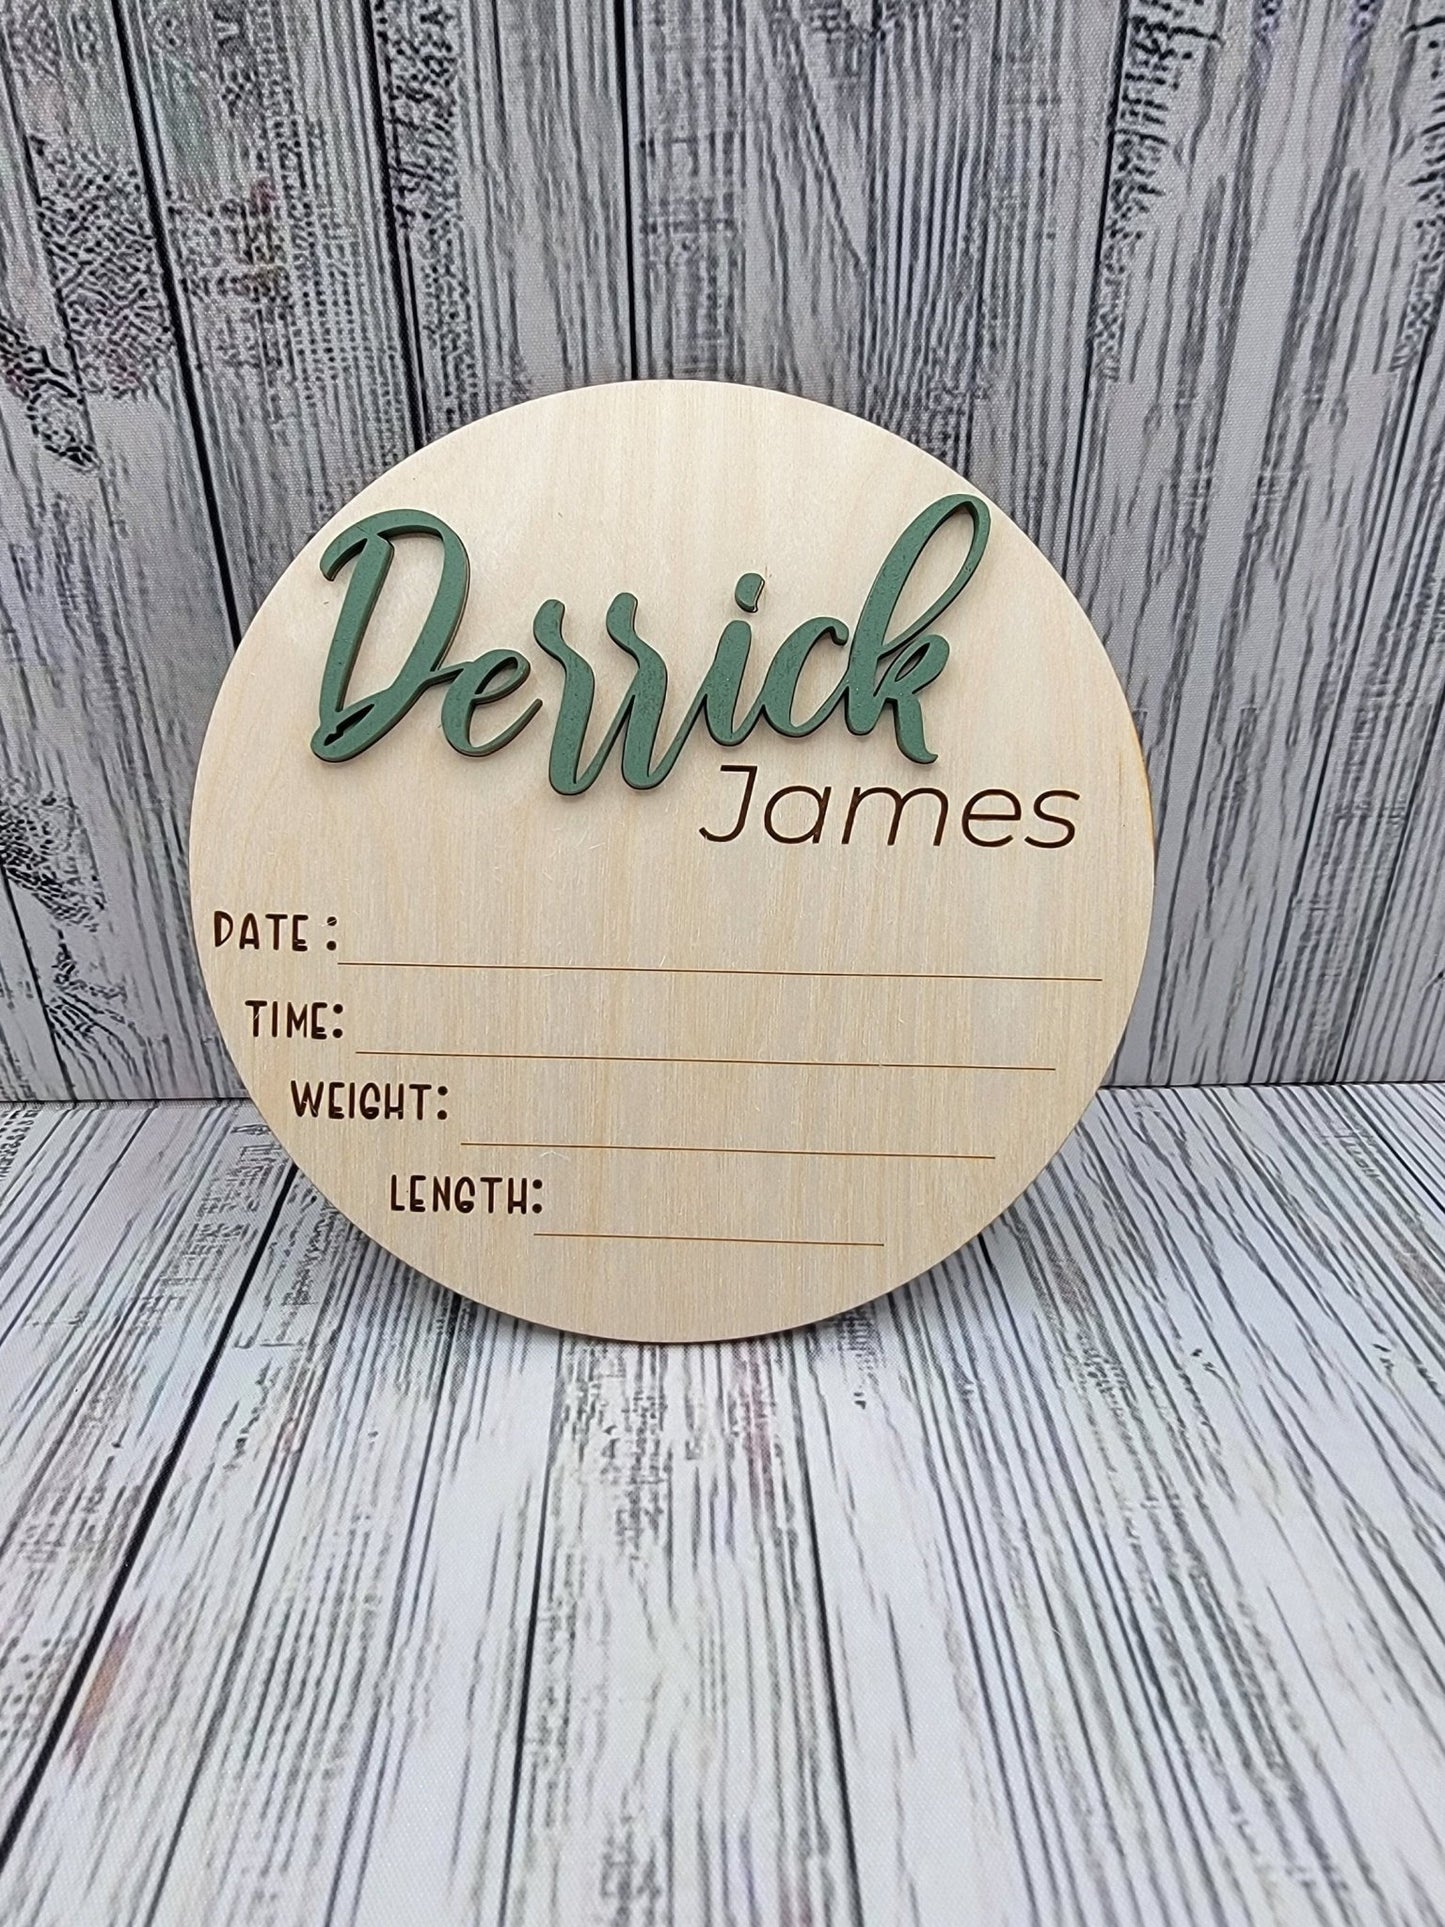 Derrick
James
DATE :
TIME:
WEIGHT:
LENGTH: